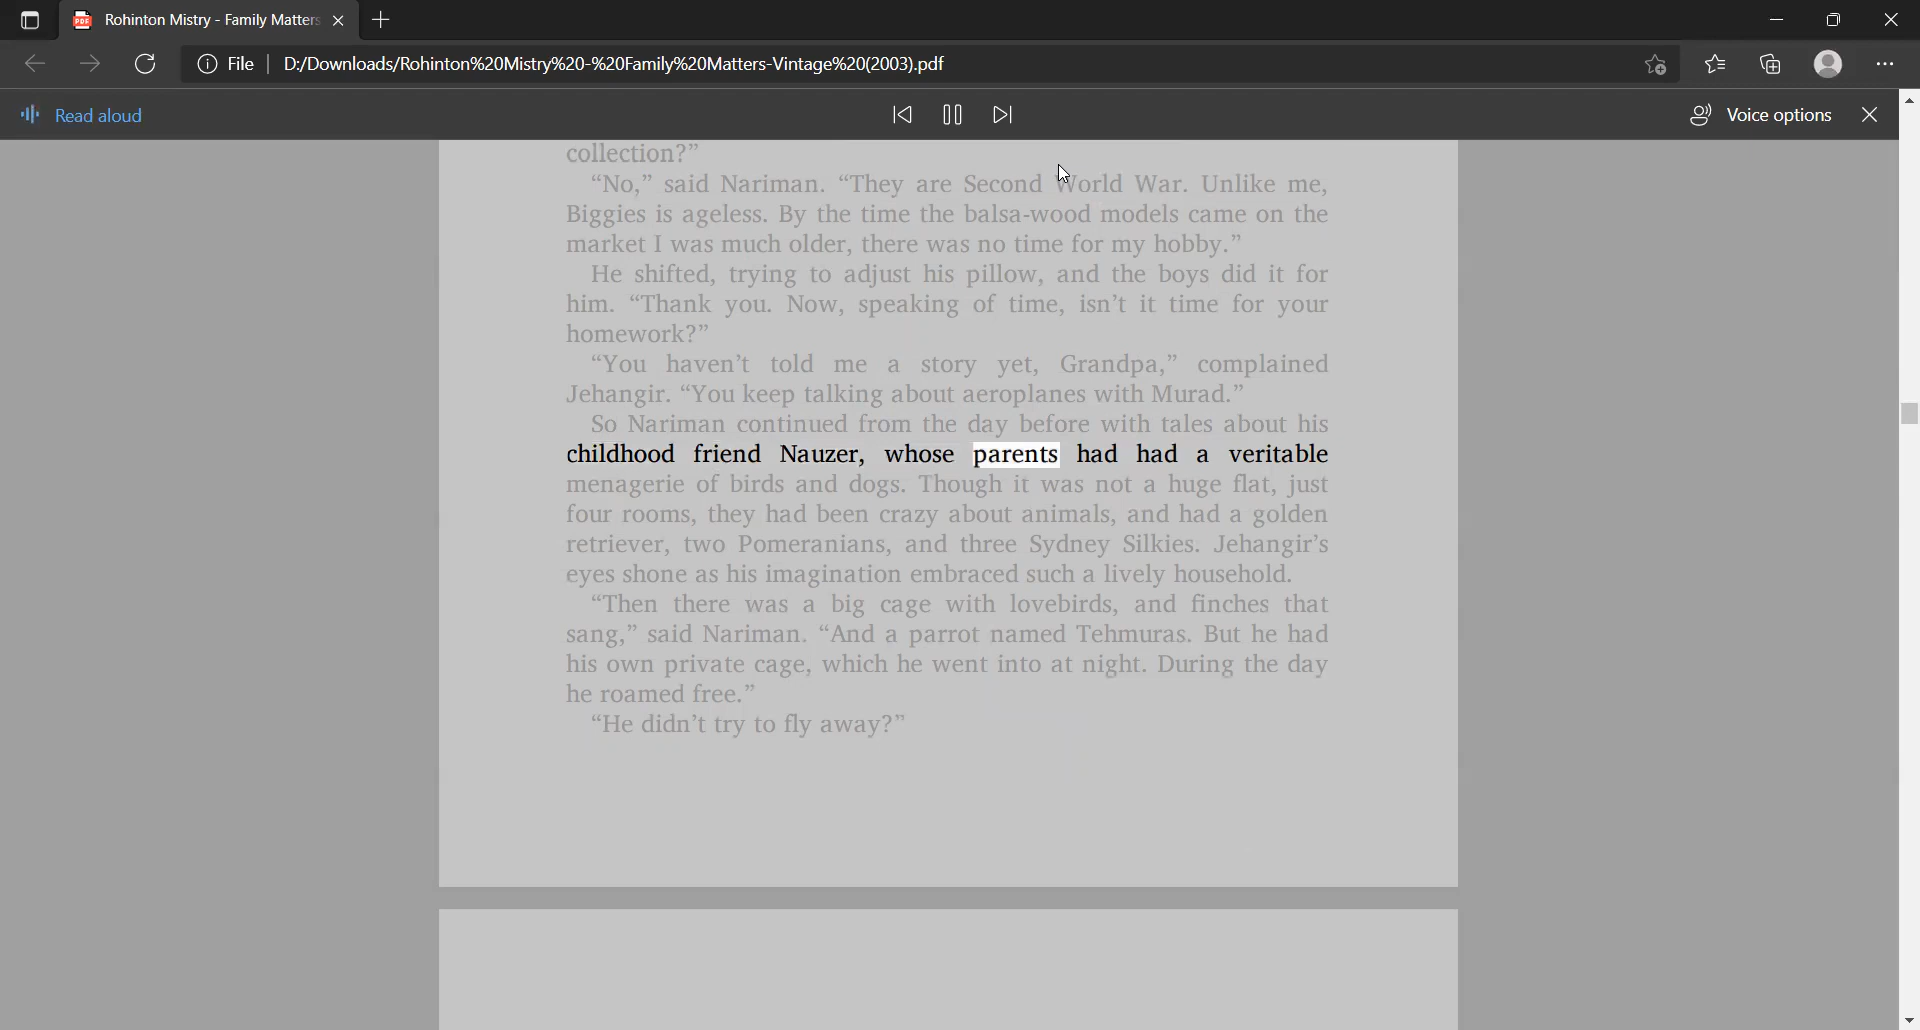 Rohinton Mistry - Family Matters
File
D:/Downloads/Rohinton%20Mistry%20-%20Family%20Matters-Vintage%20(2003).pdf
Read aloud
Voice options
collection?”
“No,” said Nariman. “They are Second World War. Unlike me,
Biggies is ageless. By the time the balsa-wood models came on the
market I was much older, there was no time for my hobby.”
He shifted, trying to adjust his pillow, and the boys did it for
him. “Thank you. Now, speaking of time, isn’t it time for your
homework?”
“You haven’t told me a story yet, Grandpa,” complained
Jehangir. “You keep talking about aeroplanes with Murad.”
So Nariman continued from the day before with tales about his
childhood friend Nauzer, whose parents had had a veritable
menagerie of birds and dogs. Though it was not a huge flat, just
four rooms, they had been crazy about animals, and had a golden
retriever, two Pomeranians, and three Sydney Silkies. Jehangir’s
eyes shone as his imagination embraced such a lively household.
“Then there was a big cage with lovebirds, and finches that
sang,” said Nariman. “And a parrot named Tehmuras. But he had
his own private cage, which he went into at night. During the day
he roamed free.”
“He didn’t try to fly away?”